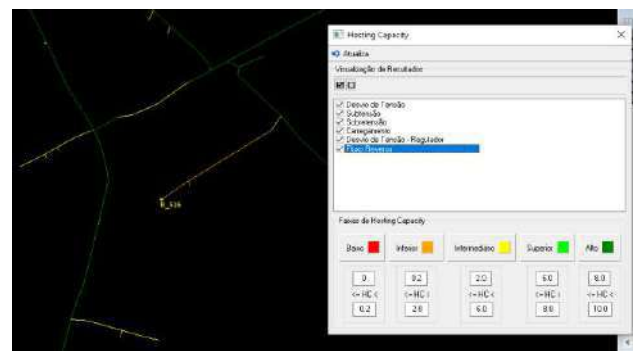 Hosting Capacity
Atualiza
Visualização de Resultados
Desvio de Tensão
Subtensão
Sobretensão
Carregamento
Desvio de Tensão - Regulador
Fluxo Reverso
Faixas de Hosting Capacity
Baixo Inferior Intermediário Superior Alto
0 0.2 2.0 6.0 8.0
<= HC < <= HC < <= HC < <= HC < <= HC <
0.2 2.0 6.0 8.0 10.0